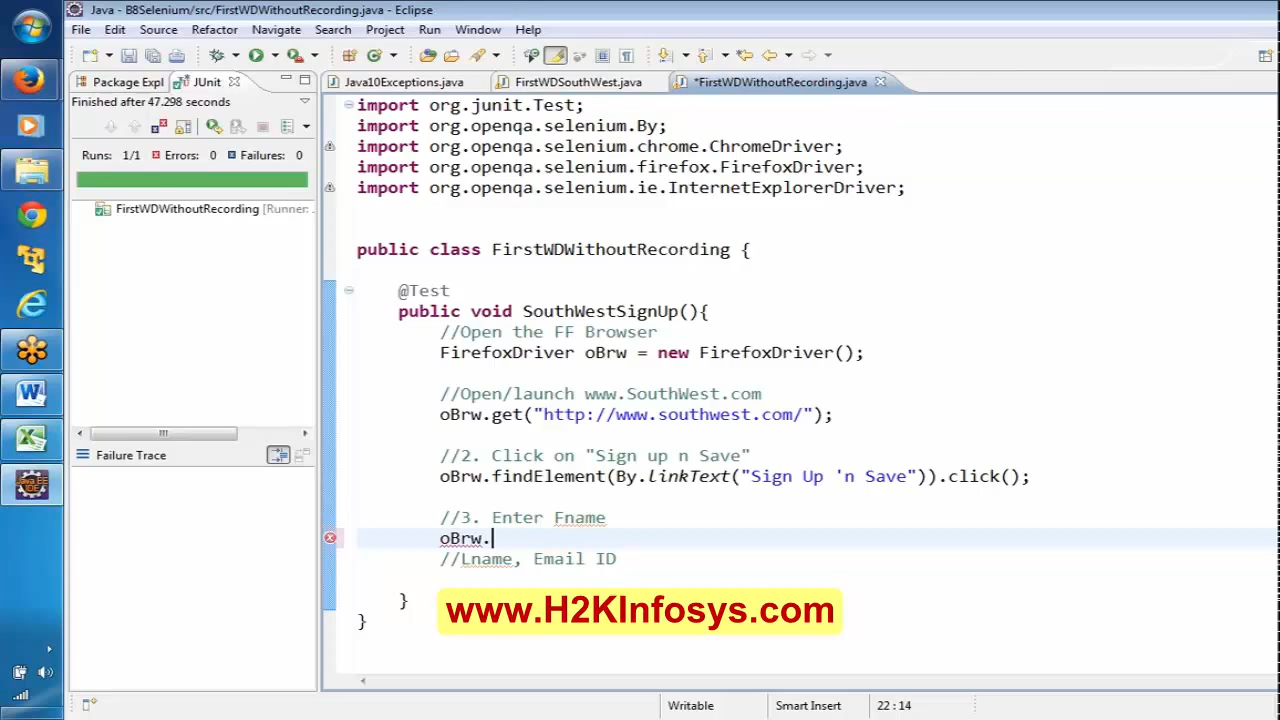 Java - B8Selenium/src/FirstWDWithoutRecording.java - Eclipse
File Edit Source Refactor Navigate Search Project Run Window Help
Package Expl JUnit
Java10Exceptions.java FirstWDSouthWest.java *FirstWDWithoutRecording.java
Finished after 47.298 seconds
Runs: 1/1 Errors: 0 Failures: 0
FirstWDWithoutRecording [Runner: .
Failure Trace
import org.junit.Test;
import org.openqa.selenium.By;
import org.openqa.selenium.chrome.ChromeDriver;
import org.openqa.selenium.firefox.FirefoxDriver;
import org.openqa.selenium.ie.InternetExplorerDriver;
public class FirstWDWithoutRecording {
@Test
public void SouthWestSignUp(){
//Open the FF Browser
FirefoxDriver oBrw = new FirefoxDriver();
//Open/launch www.SouthWest.com
oBrw.get("http://www.southwest.com/");
//2. Click on "Sign up n Save"
oBrw.findElement(By.linkText("Sign Up 'n Save")).click();
//3. Enter Fname
oBrw.
//Lname, Email ID
}
}
www.H2KInfosys.com
Java EE
IDE
Writable Smart Insert 22 : 14